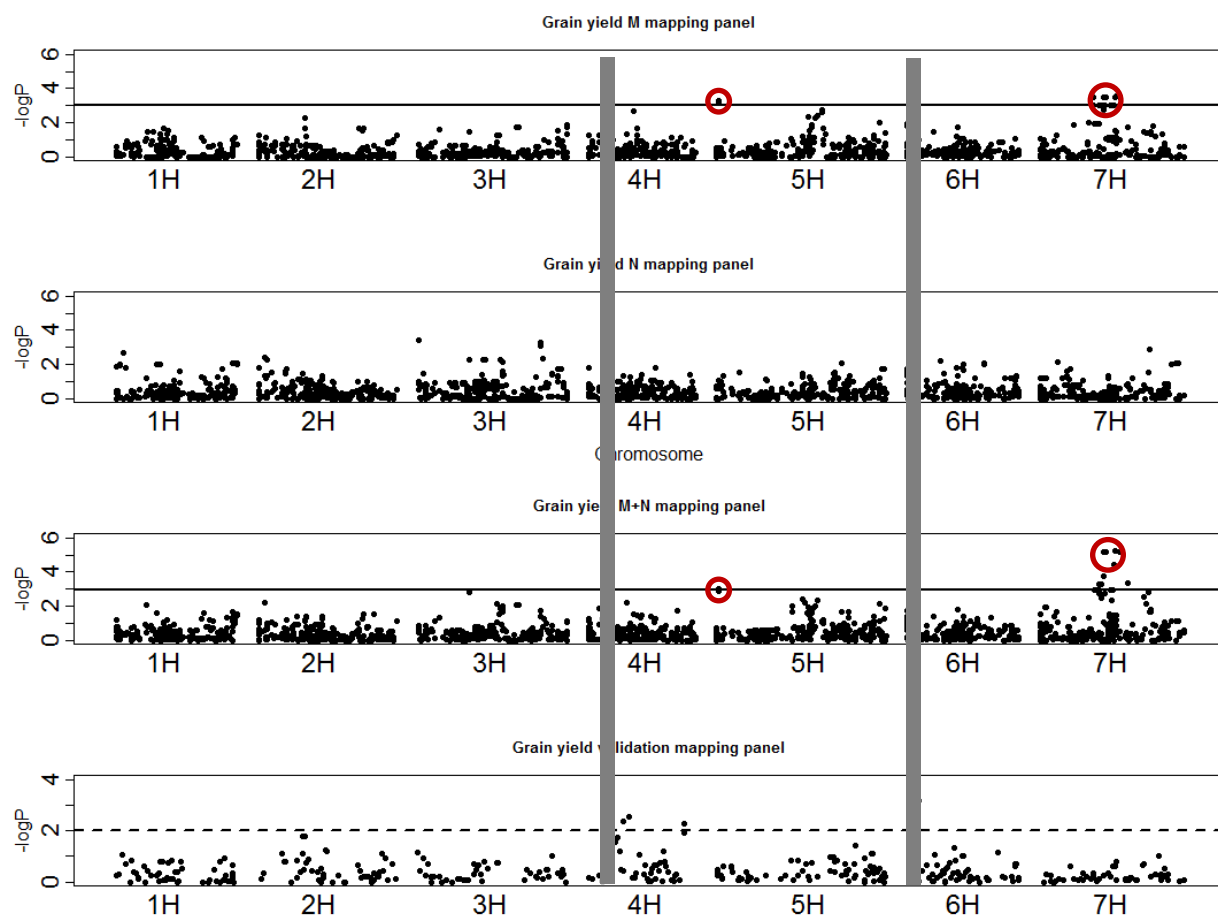 Grain yield M mapping panel
6
4
2
0
-logP
1H 2H 3H 4H 5H 6H 7H
Grain yield N mapping panel
6
4
2
0
-logP
1H 2H 3H 4H 5H 6H 7H
Chromosome
Grain yield M+N mapping panel
6
4
2
0
-logP
1H 2H 3H 4H 5H 6H 7H
Grain yield validation mapping panel
4
2
0
-logP
1H 2H 3H 4H 5H 6H 7H